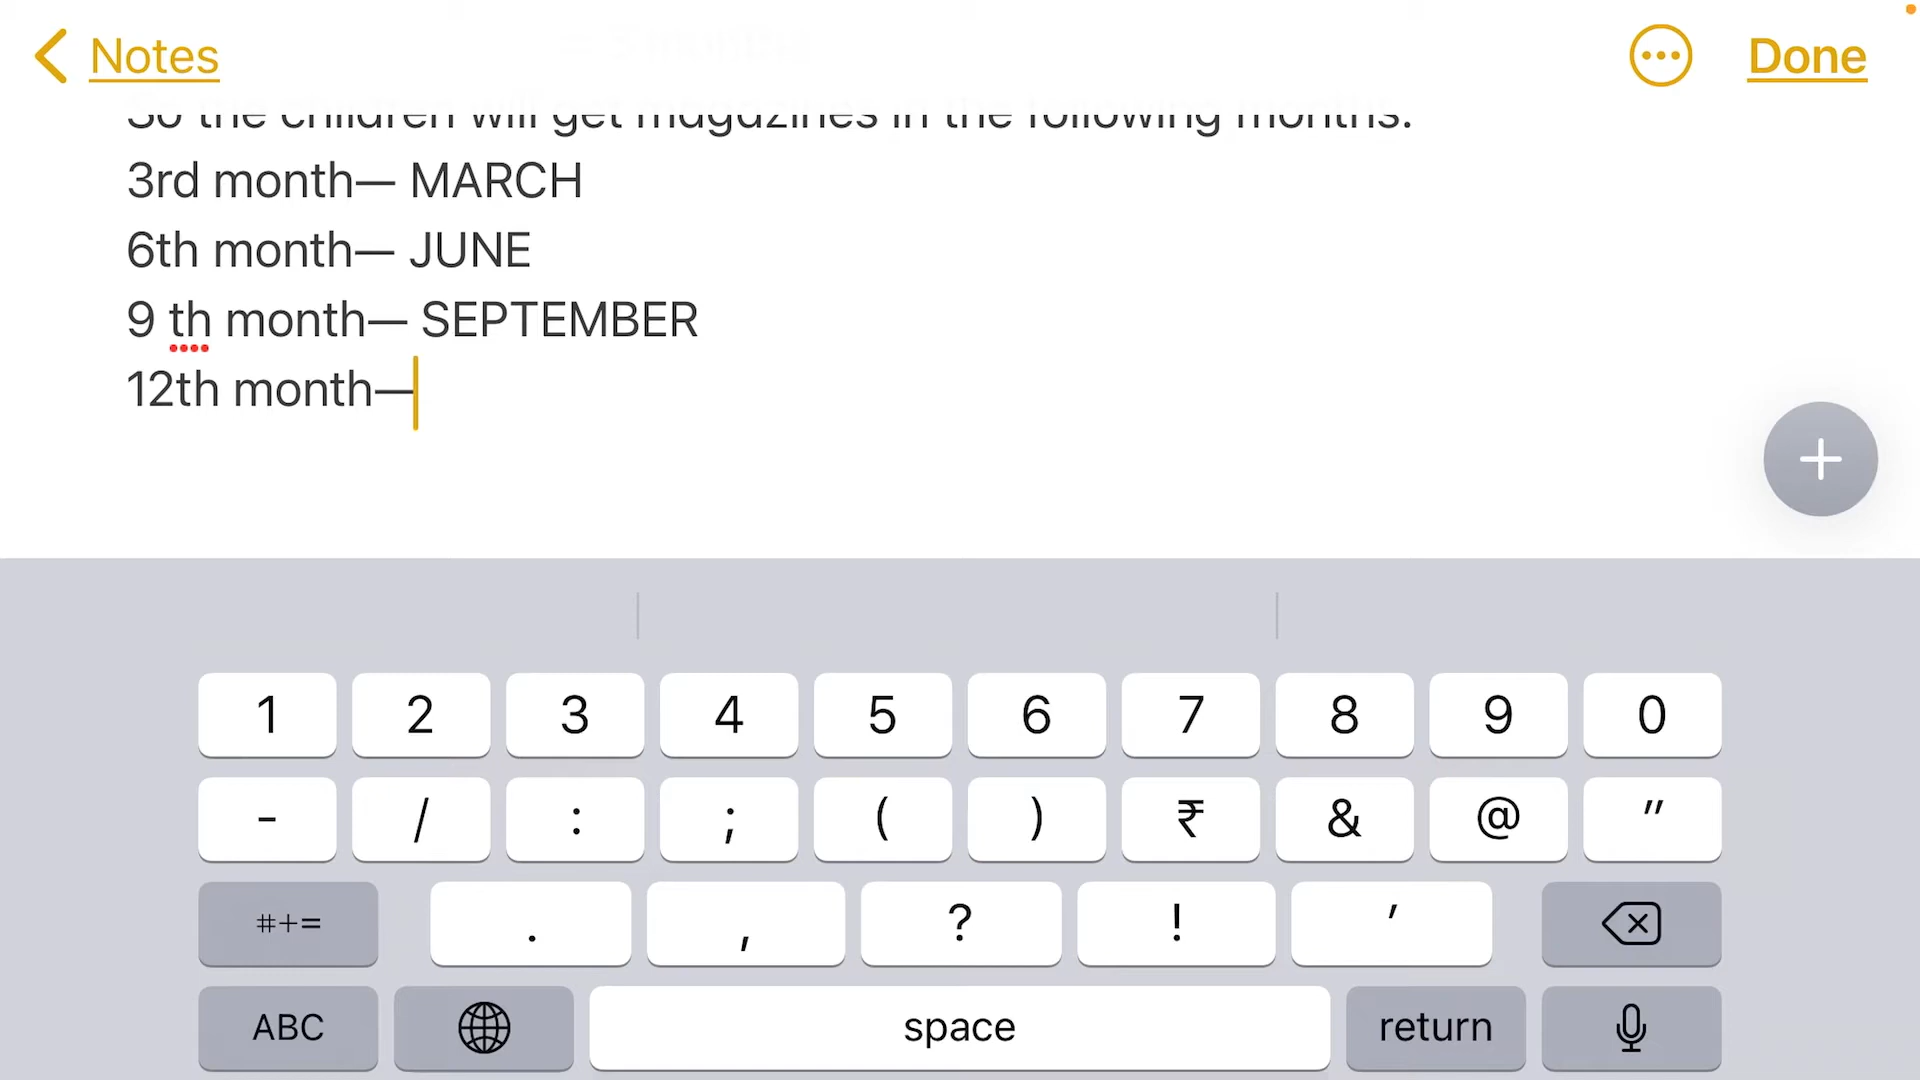 Notes
Done
So the children will get magazines in the following months.
3rd month— MARCH
6th month— JUNE
9 th month— SEPTEMBER
12th month—
1 2 3 4 5 6 7 8 9 0
- / : ; ( ) ₹ & @ "
#+= . , ? ! '
ABC space return